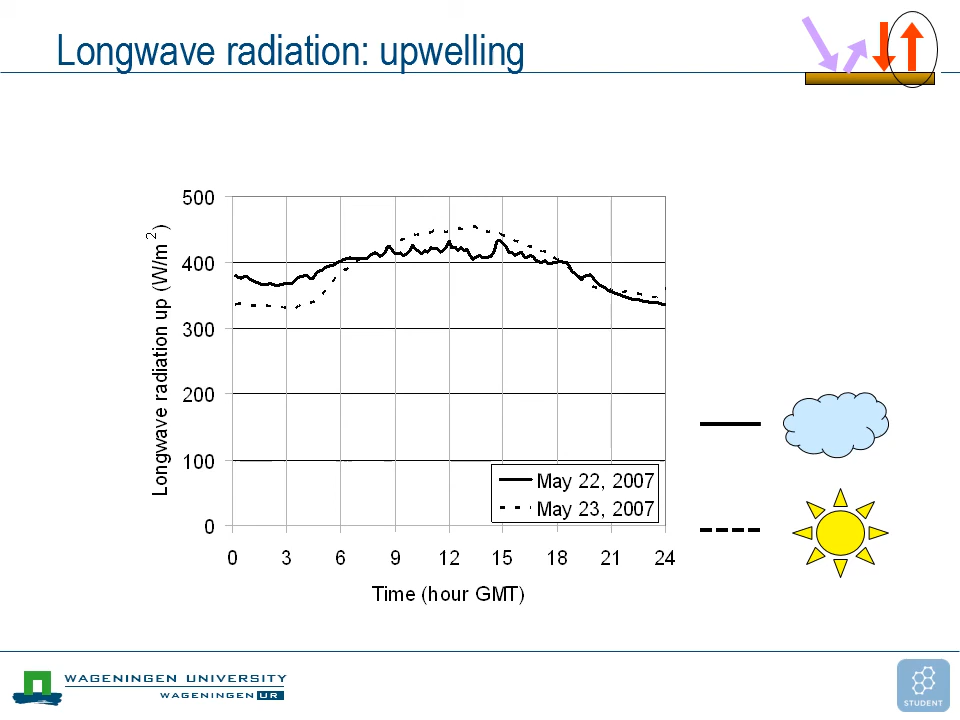 Longwave radiation: upwelling
Longwave radiation up (W/m²)
500
400
300
200
100
0
May 22, 2007
May 23, 2007
0 3 6 9 12 15 18 21 24
Time (hour GMT)
WAGENINGEN UNIVERSITY
WAGENINGEN UR
STUDENT